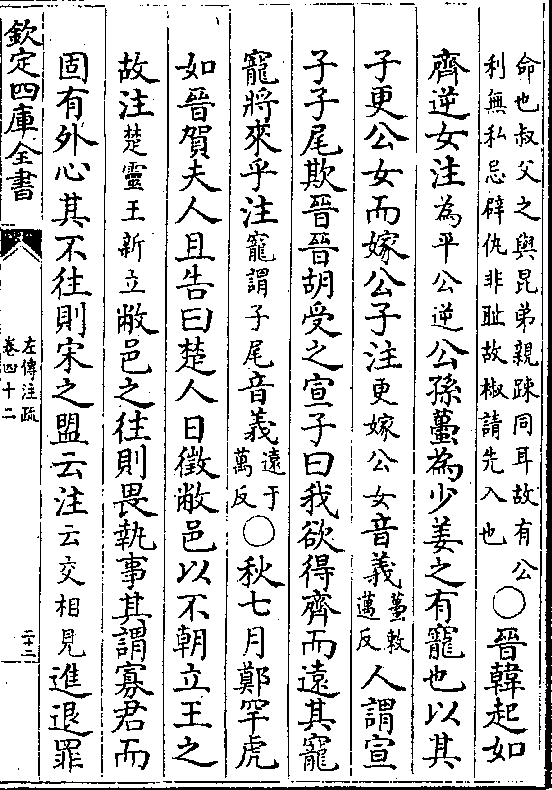 命也叔父之與昆弟親疎同耳故有公
利無私忌辟仇非耻故椒請先入也
○晉韓起如
齊逆女注為平公逆公孫蠆為少姜之有寵也以其
子更公女而嫁公子注更嫁公女音義蠆敕
邁反
人謂宣
子子尾欺晉晉胡受之宣子曰我欲得齊而遠其寵
寵將來乎注寵謂子尾音義遠于
萬反
○秋七月鄭罕虎
如晉賀夫人且告曰楚人日徵敝邑以不朝立王之
故注楚靈王新立敝邑之往則畏執事其謂寡君而
固有外心其不往則宋之盟云注云交相見進退罪
欽定四庫全書
左傳注疏
卷四十二
二十二